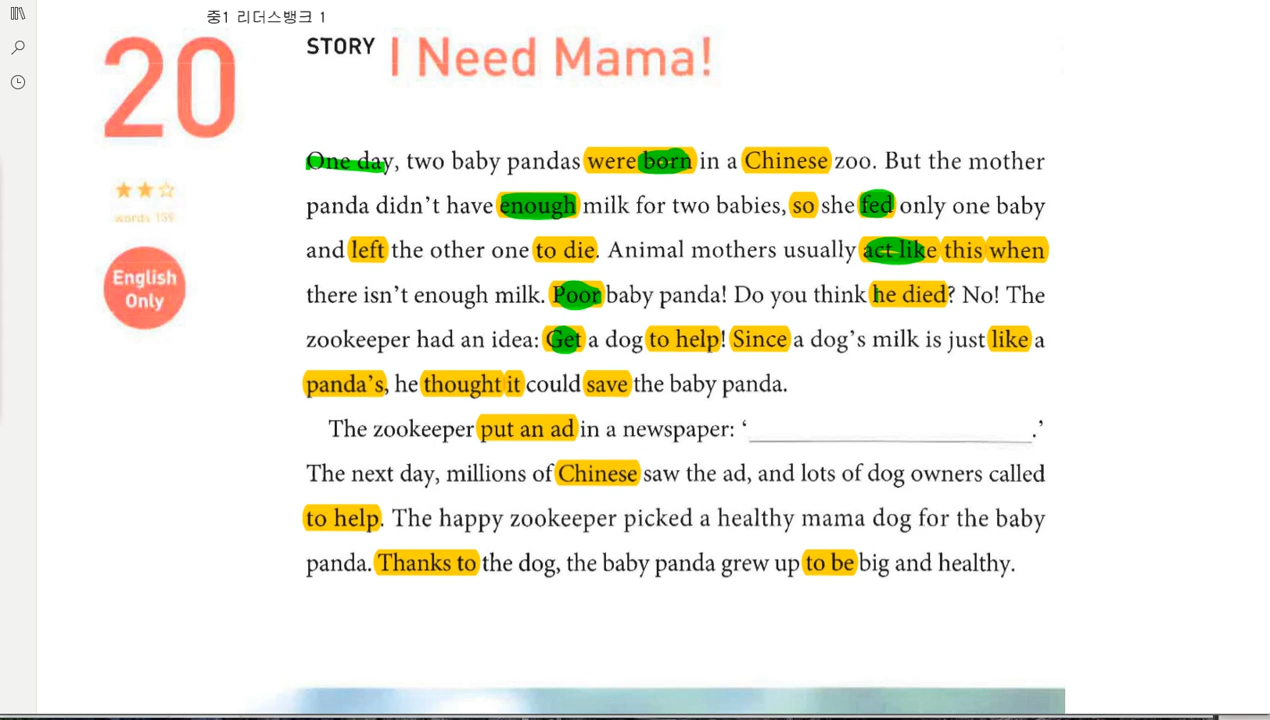 중1 리더스뱅크 1
20
STORY I Need Mama!
words 159
English
Only
One day, two baby pandas were born in a Chinese zoo. But the mother
panda didn't have enough milk for two babies, so she fed only one baby
and left the other one to die. Animal mothers usually act like this when
there isn't enough milk. Poor baby panda! Do you think he died? No! The
zookeeper had an idea: Get a dog to help! Since a dog's milk is just like a
panda's, he thought it could save the baby panda.
The zookeeper put an ad in a newspaper: '____________________.'
The next day, millions of Chinese saw the ad, and lots of dog owners called
to help. The happy zookeeper picked a healthy mama dog for the baby
panda. Thanks to the dog, the baby panda grew up to be big and healthy.